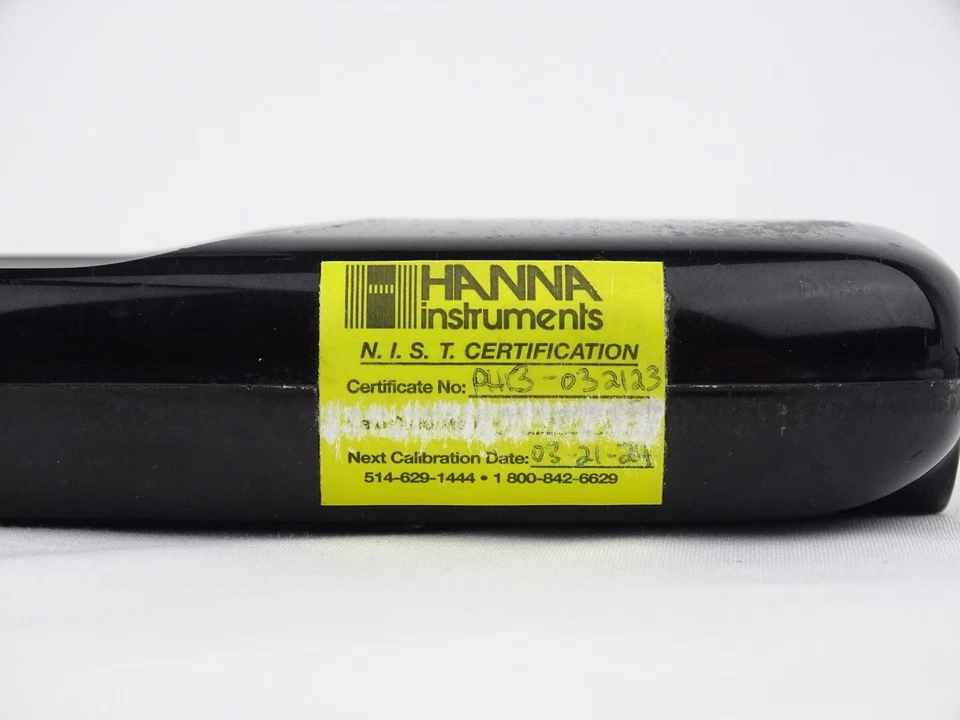 HANNA
instruments
N. I. S. T. CERTIFICATION
Certificate No: -032123
Next Calibration Date: 03-21-24
514-629-1444 • 1 800-842-6629